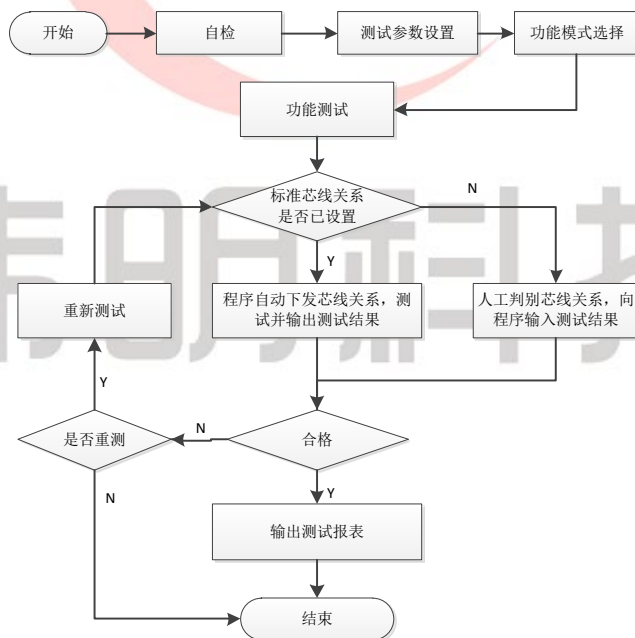 开始
自检
测试参数设置
功能模式选择
功能测试
标准芯线关系
是否已设置
N
Y
重新测试
程序自动下发芯线关系，测
试并输出测试结果
人工判别芯线关系，向
程序输入测试结果
Y
是否重测
N
合格
N
Y
输出测试报表
结束
明科技